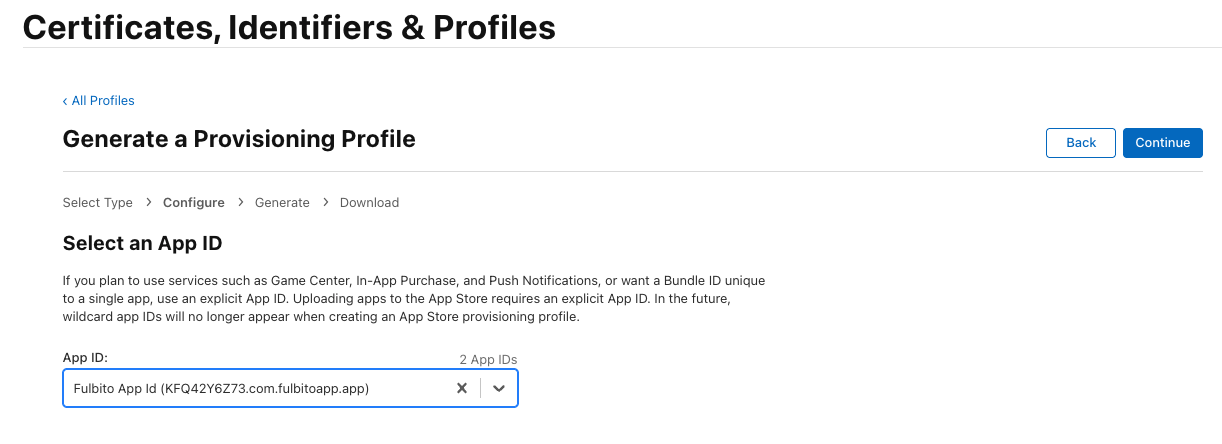 Certificates, Identifiers & Profiles
‹ All Profiles
Generate a Provisioning Profile
Back
Continue
Select Type > Configure > Generate > Download
Select an App ID
If you plan to use services such as Game Center, In-App Purchase, and Push Notifications, or want a Bundle ID unique
to a single app, use an explicit App ID. Uploading apps to the App Store requires an explicit App ID. In the future,
wildcard app IDs will no longer appear when creating an App Store provisioning profile.
App ID:
2 App IDs
Fulbito App Id (KFQ42Y6Z73.com.fulbitoapp.app)